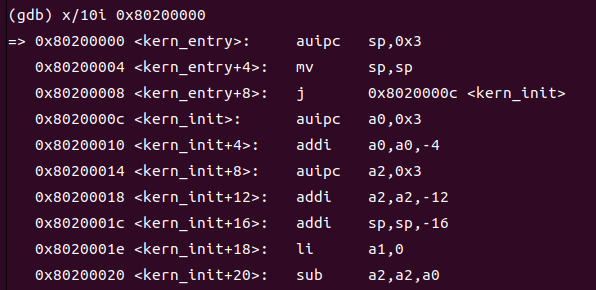 (gdb) x/10i 0x80200000
=> 0x80200000 <kern_entry>: auipc sp,0x3
0x80200004 <kern_entry+4>: mv sp,sp
0x80200008 <kern_entry+8>: j 0x8020000c <kern_init>
0x8020000c <kern_init>: auipc a0,0x3
0x80200010 <kern_init+4>: addi a0,a0,-4
0x80200014 <kern_init+8>: auipc a2,0x3
0x80200018 <kern_init+12>: addi a2,a2,-12
0x8020001c <kern_init+16>: addi sp,sp,-16
0x8020001e <kern_init+18>: li a1,0
0x80200020 <kern_init+20>: sub a2,a2,a0